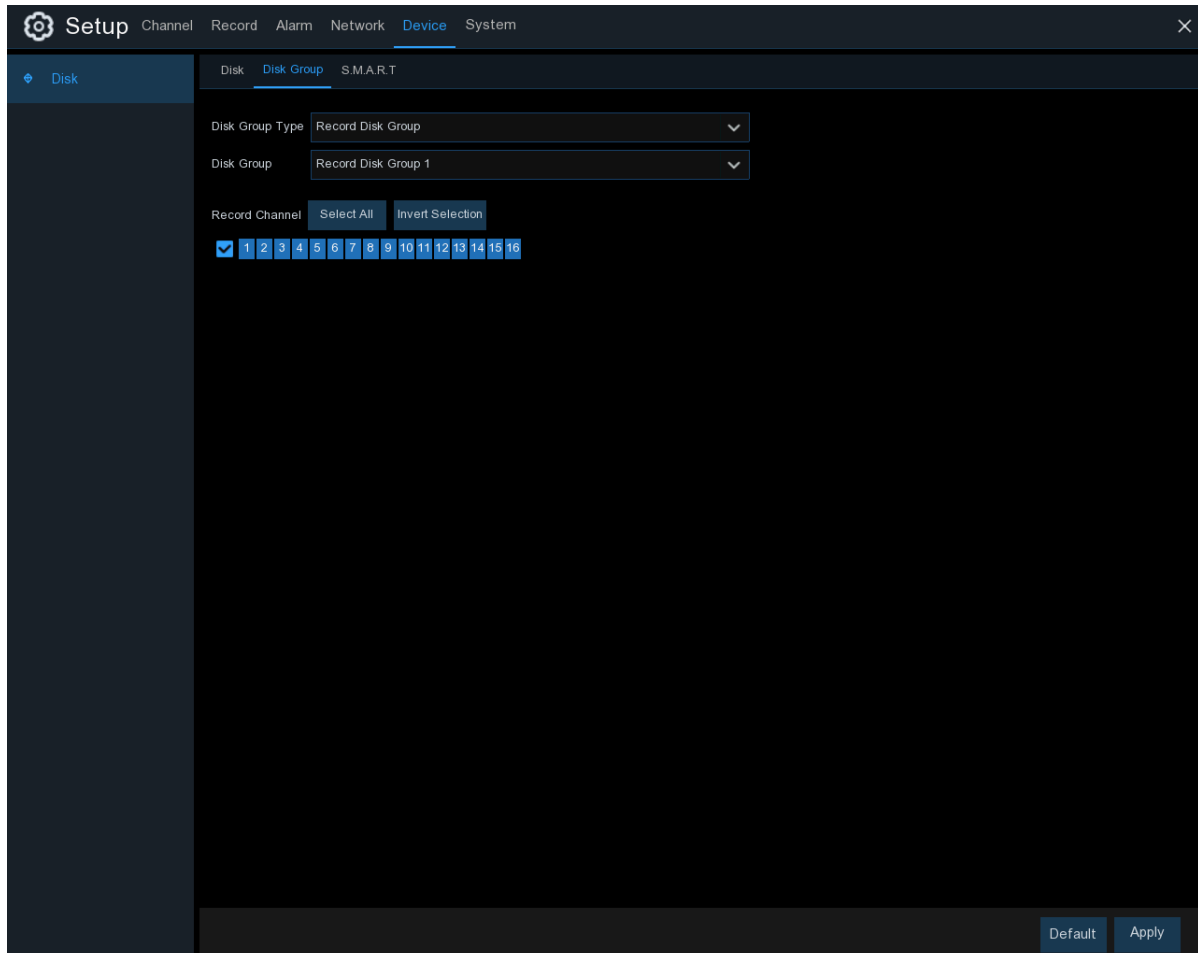 Setup Channel Record Alarm Network Device System
Disk
Disk Disk Group S.M.A.R.T
Disk Group Type Record Disk Group
Disk Group Record Disk Group 1
Record Channel Select All Invert Selection
1 2 3 4 5 6 7 8 9 10 11 12 13 14 15 16
Default Apply